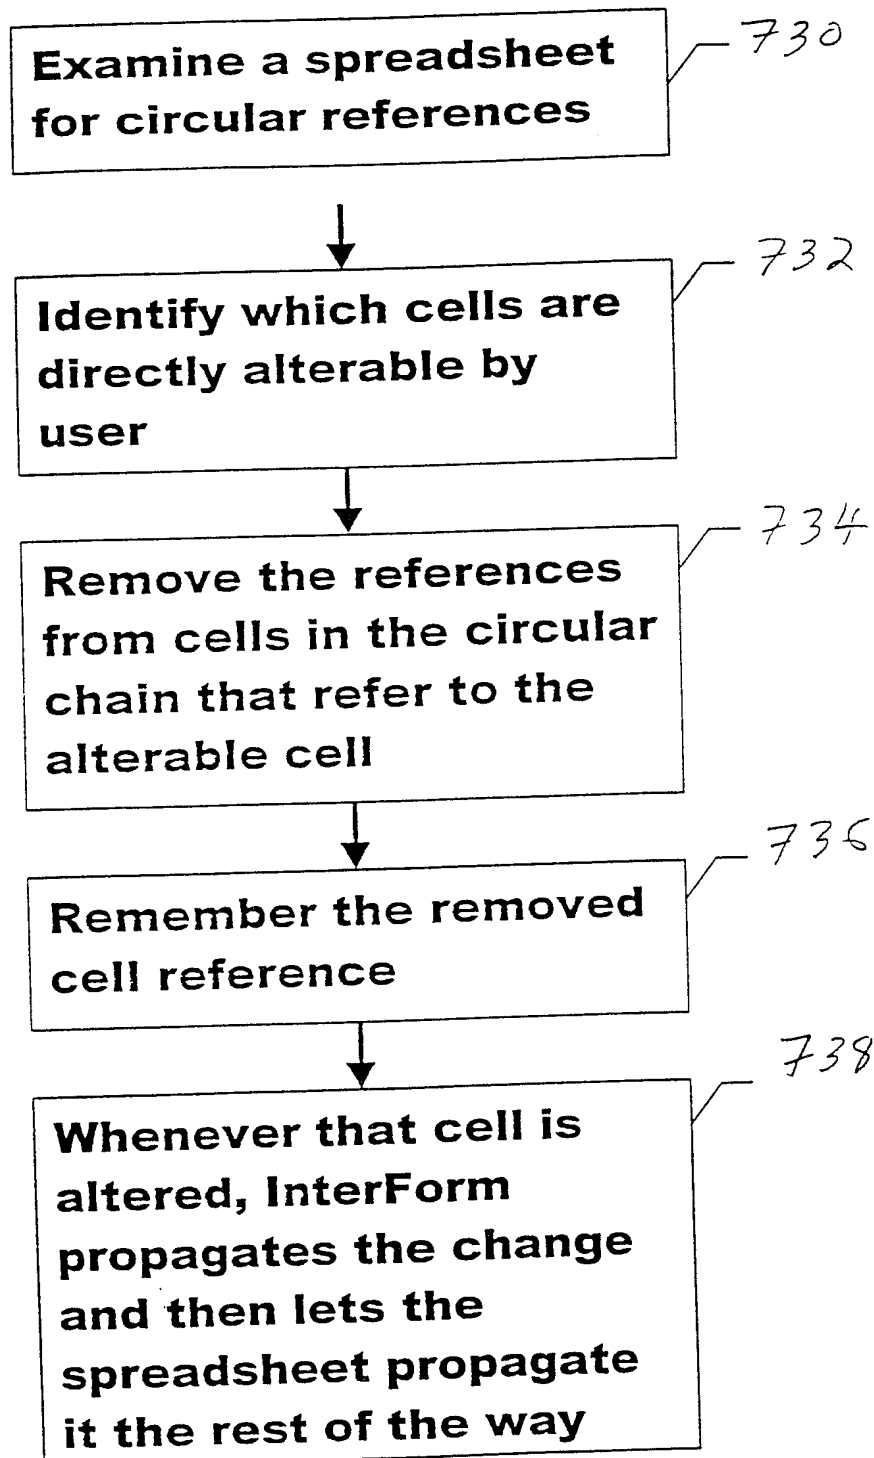 730
Examine a spreadsheet
for circular references
732
Identify which cells are
directly alterable by
user
734
Remove the references
from cells in the circular
chain that refer to the
alterable cell
736
Remember the removed
cell reference
738
Whenever that cell is
altered, InterForm
propagates the change
and then lets the
spreadsheet propagate
it the rest of the way